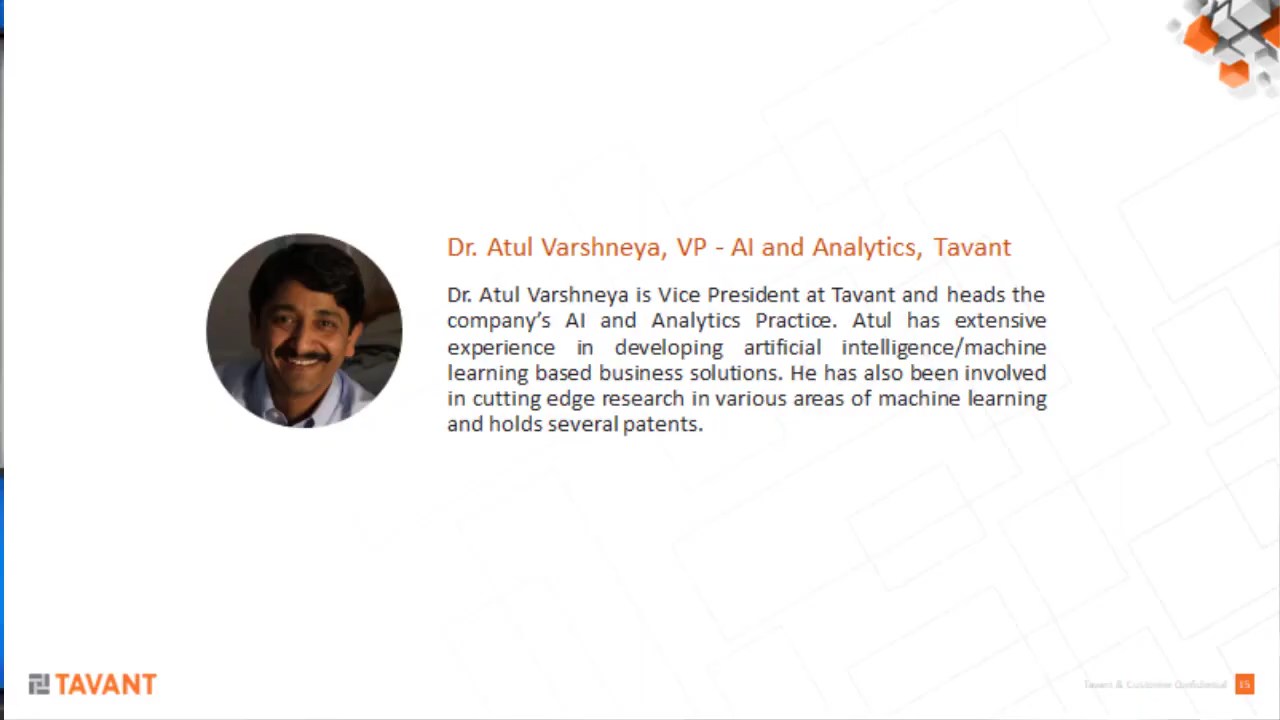 Dr. Atul Varshneya, VP - AI and Analytics, Tavant
Dr. Atul Varshneya is Vice President at Tavant and heads the
company’s AI and Analytics Practice. Atul has extensive
experience in developing artificial intelligence/machine
learning based business solutions. He has also been involved
in cutting edge research in various areas of machine learning
and holds several patents.
TAVANT
Tavant & Customer Confidential 15